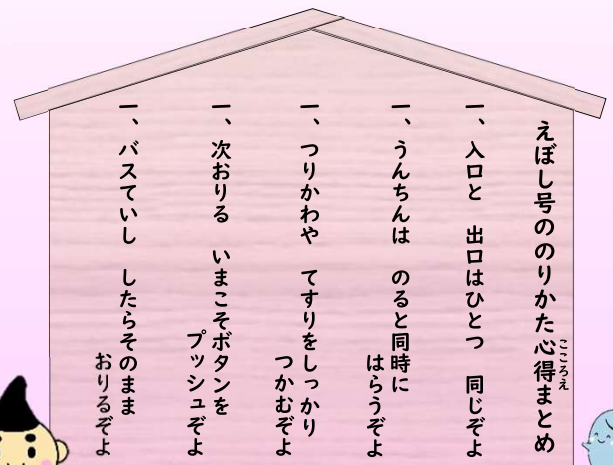 えぼし号ののりかた心得まとめ
こころえ
一、入口と　出口はひとつ　同じぞよ
一、うんちんは　のると同時に
はらうぞよ
一、つりかわや　てすりをしっかり
つかむぞよ
一、次おりる　いまこそボタンを
プッシュぞよ
一、バスていし　したらそのまま
おりるぞよ